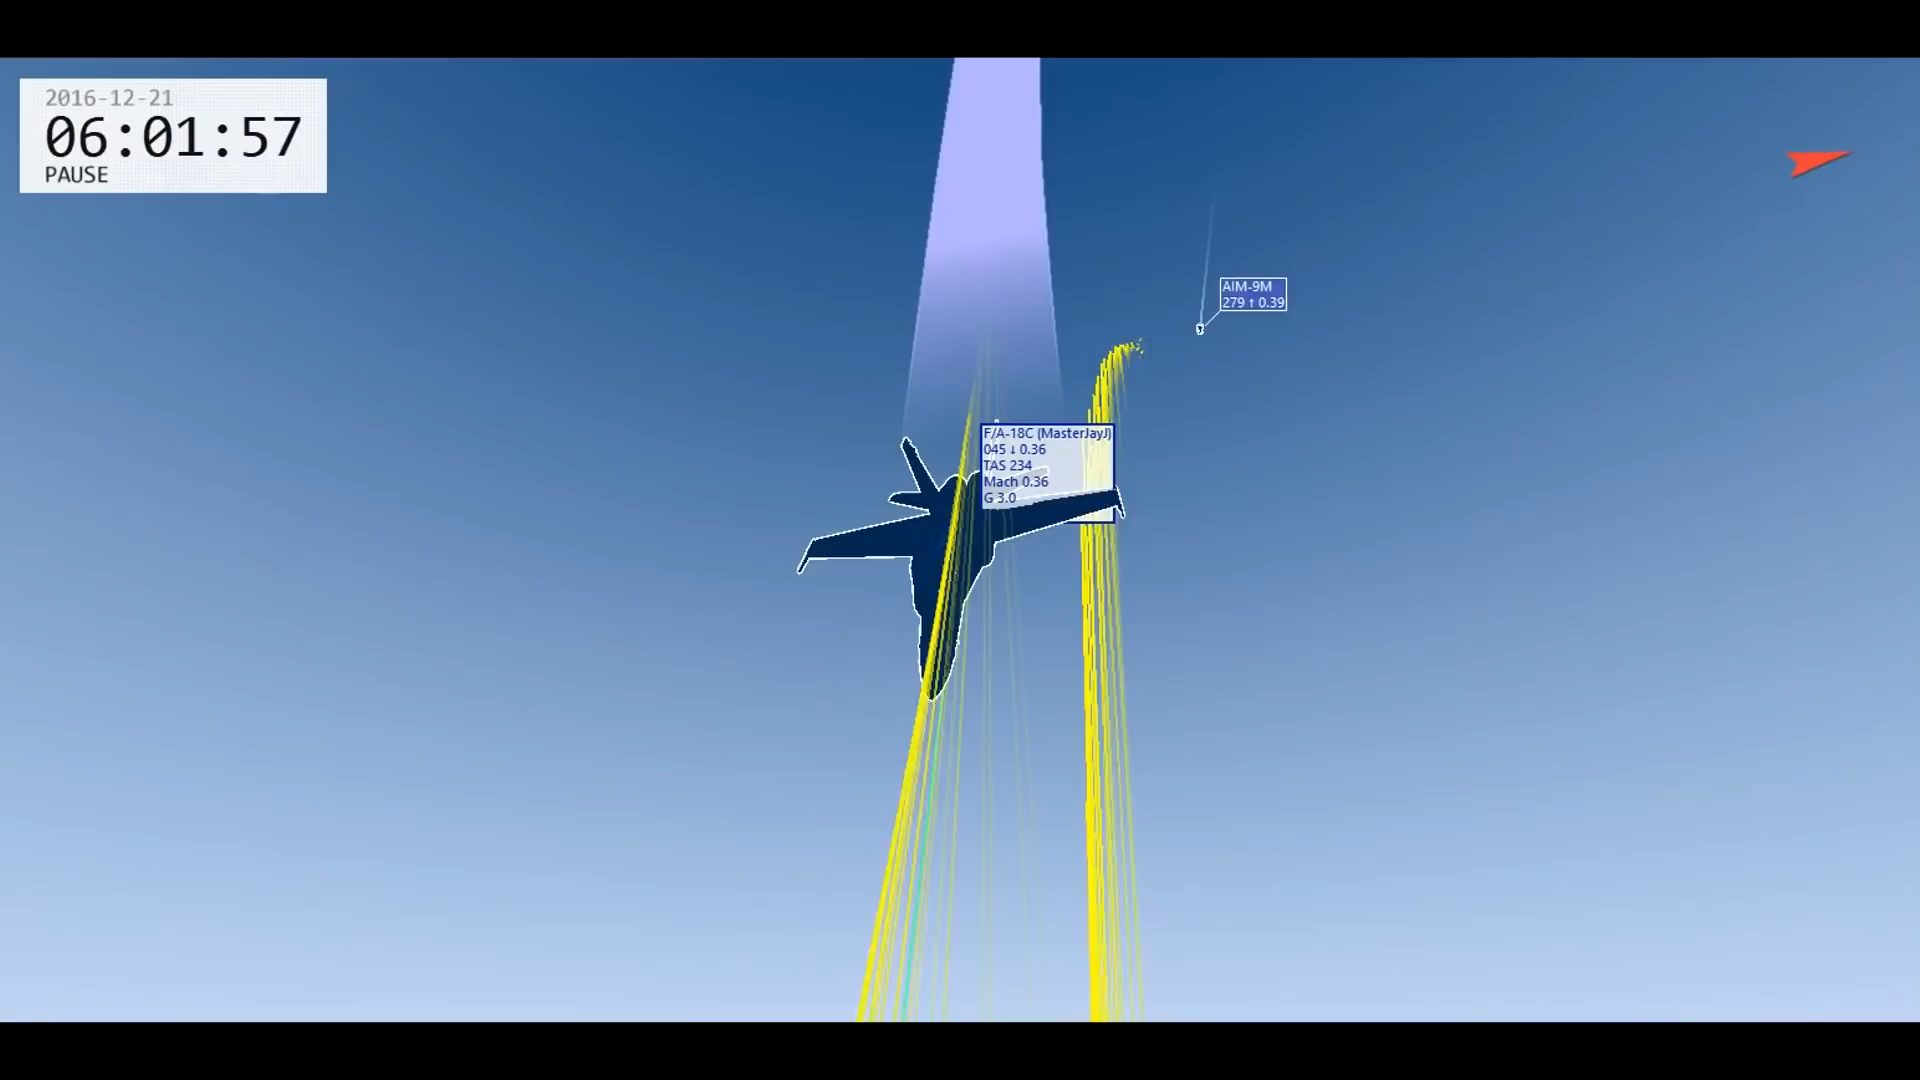 2016-12-21
06:01:57
PAUSE
AIM-9M
279 ↑ 0.39
F/A-18C (MasterJayJ)
045 ↓ 0.36
TAS 234
Mach 0.36
G 3.0